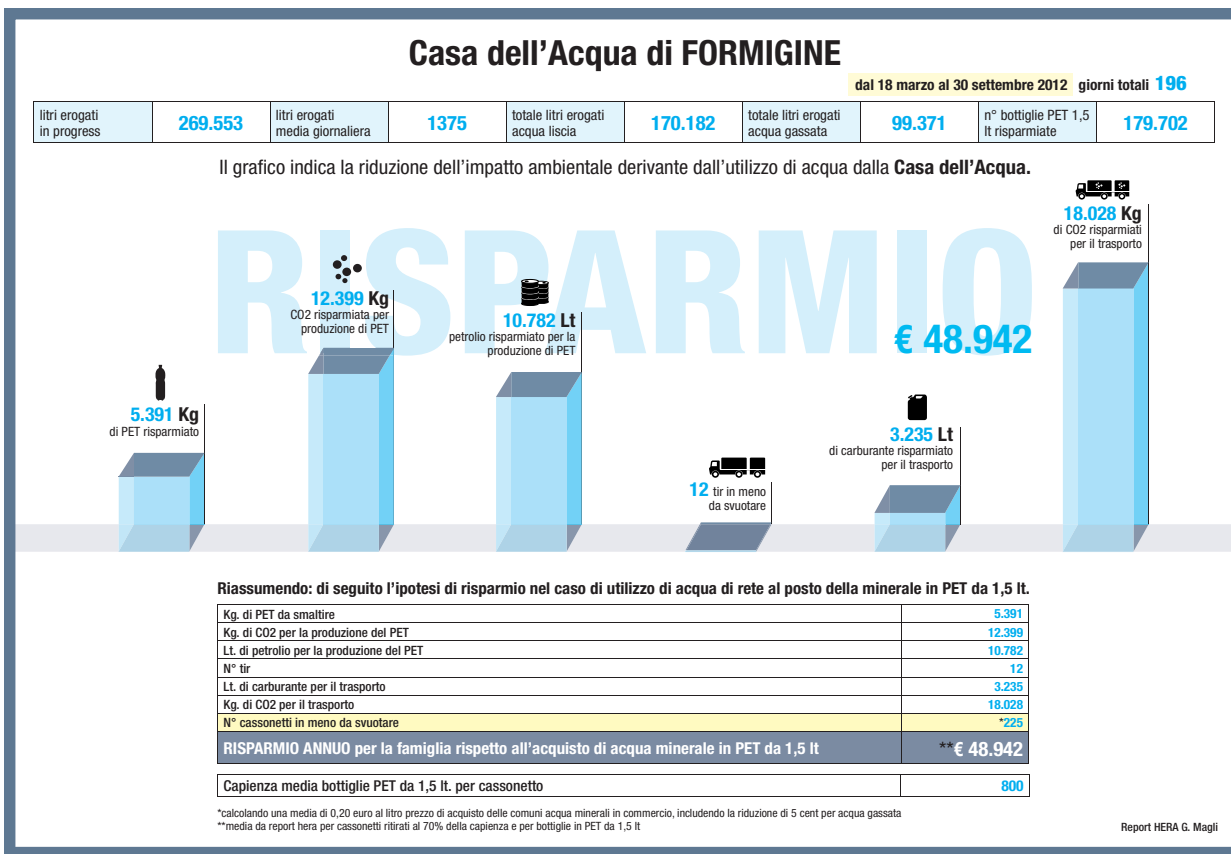 Casa dell'Acqua di FORMIGINE
dal 18 marzo al 30 settembre 2012 giorni totali 196
litri erogati
in progress
269.553
litri erogati
media giornaliera
1375
totale litri erogati
acqua liscia
170.182
totale litri erogati
acqua gassata
99.371
n° bottiglie PET 1,5
lt risparmiate
179.702
Il grafico indica la riduzione dell'impatto ambientale derivante dall'utilizzo di acqua dalla Casa dell'Acqua.
RISPARMIO
€ 48.942
5.391 Kg
di PET risparmiato
12.399 Kg
CO2 risparmiata per
produzione di PET
10.782 Lt
petrolio risparmiato per la
produzione di PET
12 tir in meno
da svuotare
3.235 Lt
di carburante risparmiato
per il trasporto
18.028 Kg
di CO2 risparmiati
per il trasporto
Riassumendo: di seguito l'ipotesi di risparmio nel caso di utilizzo di acqua di rete al posto della minerale in PET da 1,5 lt.
Kg. di PET da smaltire 5.391
Kg. di CO2 per la produzione del PET 12.399
Lt. di petrolio per la produzione del PET 10.782
N° tir 12
Lt. di carburante per il trasporto 3.235
Kg. di CO2 per il trasporto 18.028
N° cassonetti in meno da svuotare *225
RISPARMIO ANNUO per la famiglia rispetto all'acquisto di acqua minerale in PET da 1,5 lt **€ 48.942
Capienza media bottiglie PET da 1,5 lt. per cassonetto 800
*calcolando una media di 0,20 euro al litro prezzo di acquisto delle comuni acqua minerali in commercio, includendo la riduzione di 5 cent per acqua gassata
**media da report hera per cassonetti ritirati al 70% della capienza e per bottiglie in PET da 1,5 lt
Report HERA G. Magli